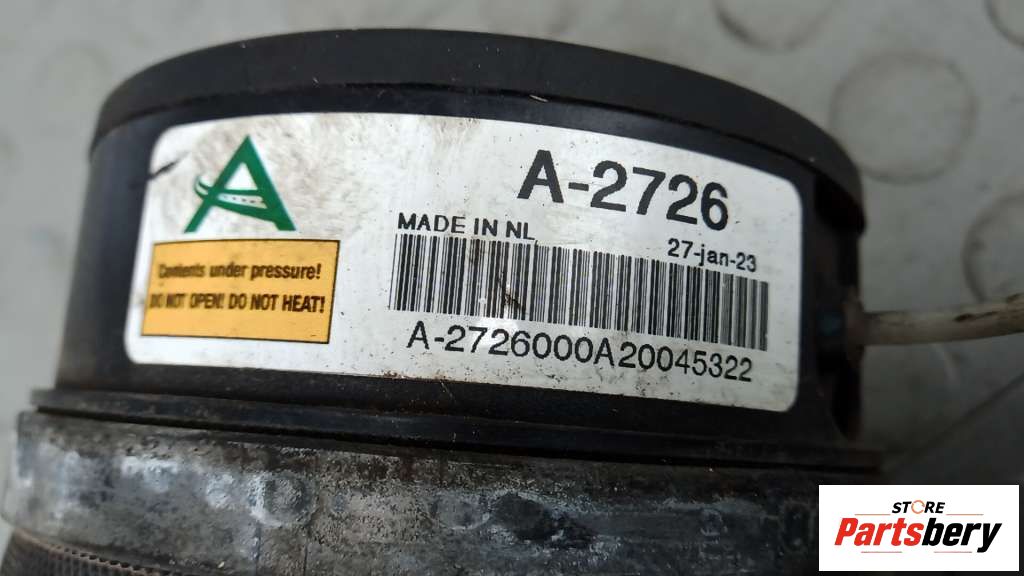 A
A-2726
MADE IN NL
27-jan-23
Contents under pressure!
DO NOT OPEN! DO NOT HEAT!
A-2726000A20045322
STORE
Partsbery